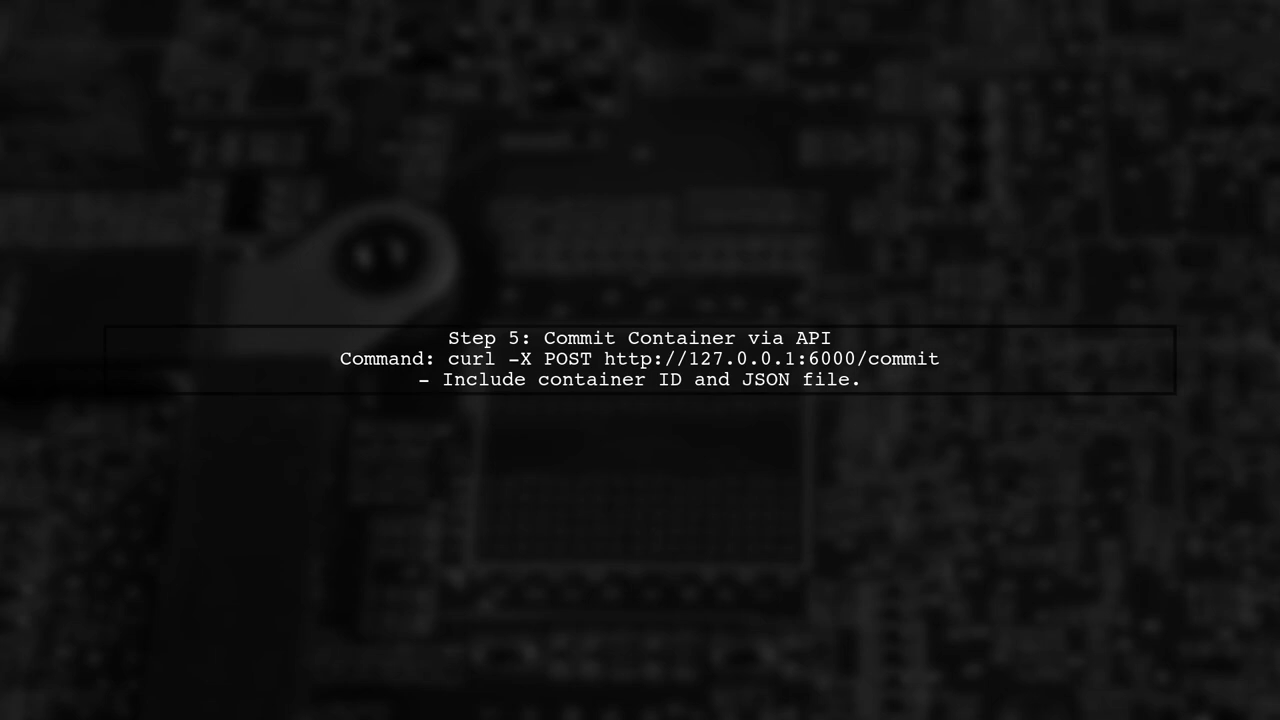 Step 5: Commit Container via API
Command: curl -X POST http://127.0.0.1:6000/commit
- Include container ID and JSON file.